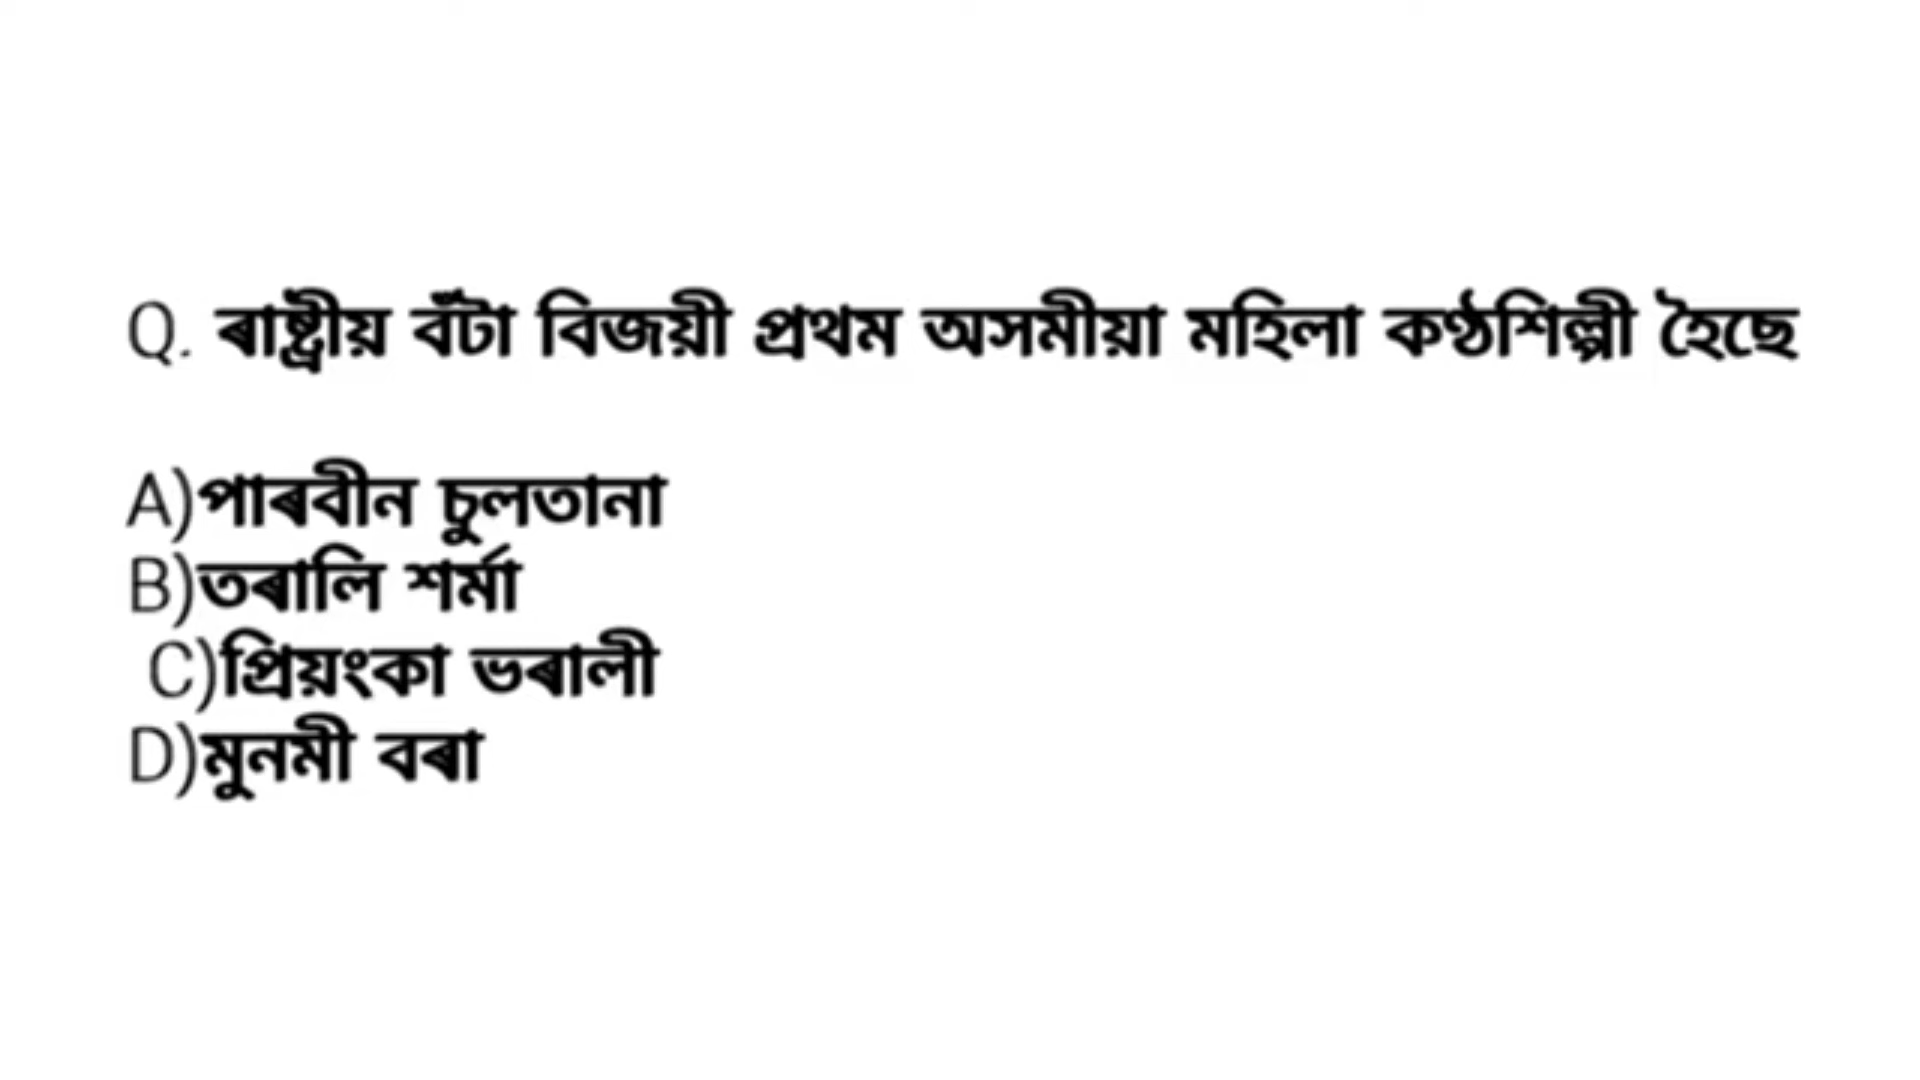 Q. ৰাষ্ট্ৰীয় বঁটা বিজয়ী প্ৰথম অসমীয়া মহিলা কণ্ঠশিল্পী হৈছে
A)পাৰবীন চুলতানা
B)তৰালি শৰ্মা
C)প্ৰিয়ংকা ভৰালী
D)মুনমী বৰা